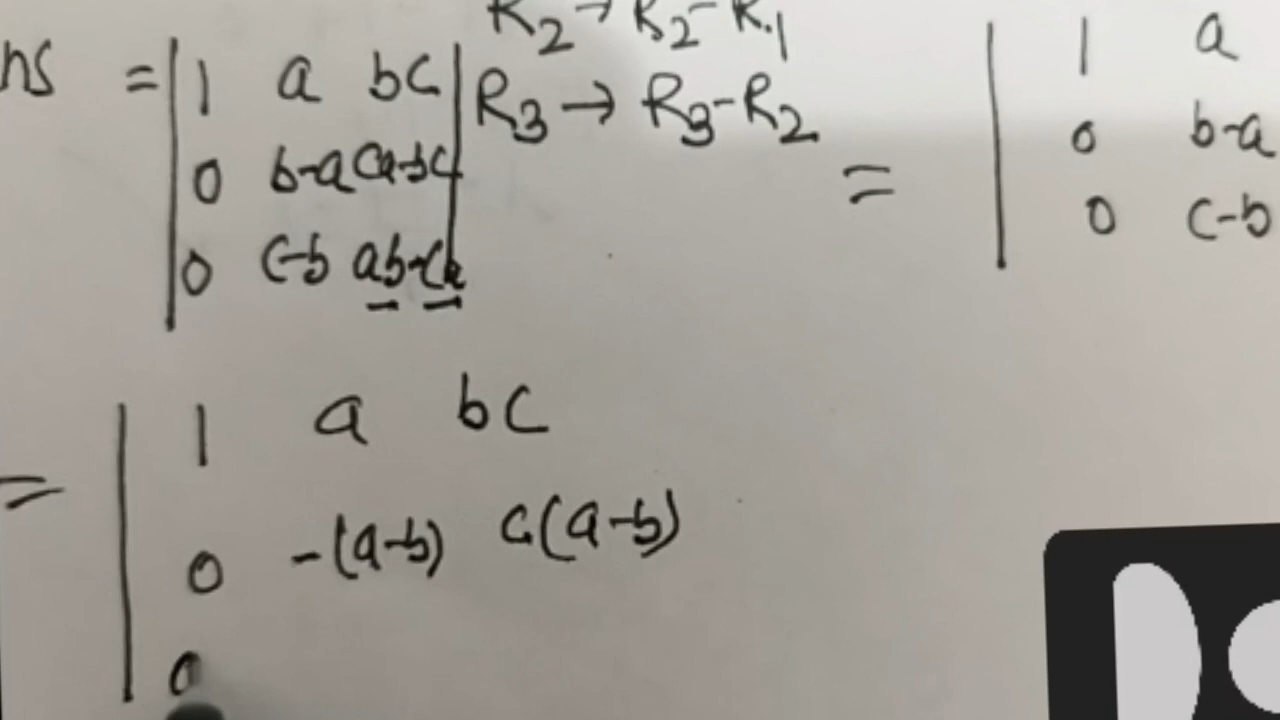 R2 → R2-R1
ns = | 1 a bc | R3 → R3-R2
0 b-a ca-bc
0 c-b ab-ca
= | 1 a
0 b-a
0 c-b
= | 1 a bc
0 -(a-b) c(a-b)
0